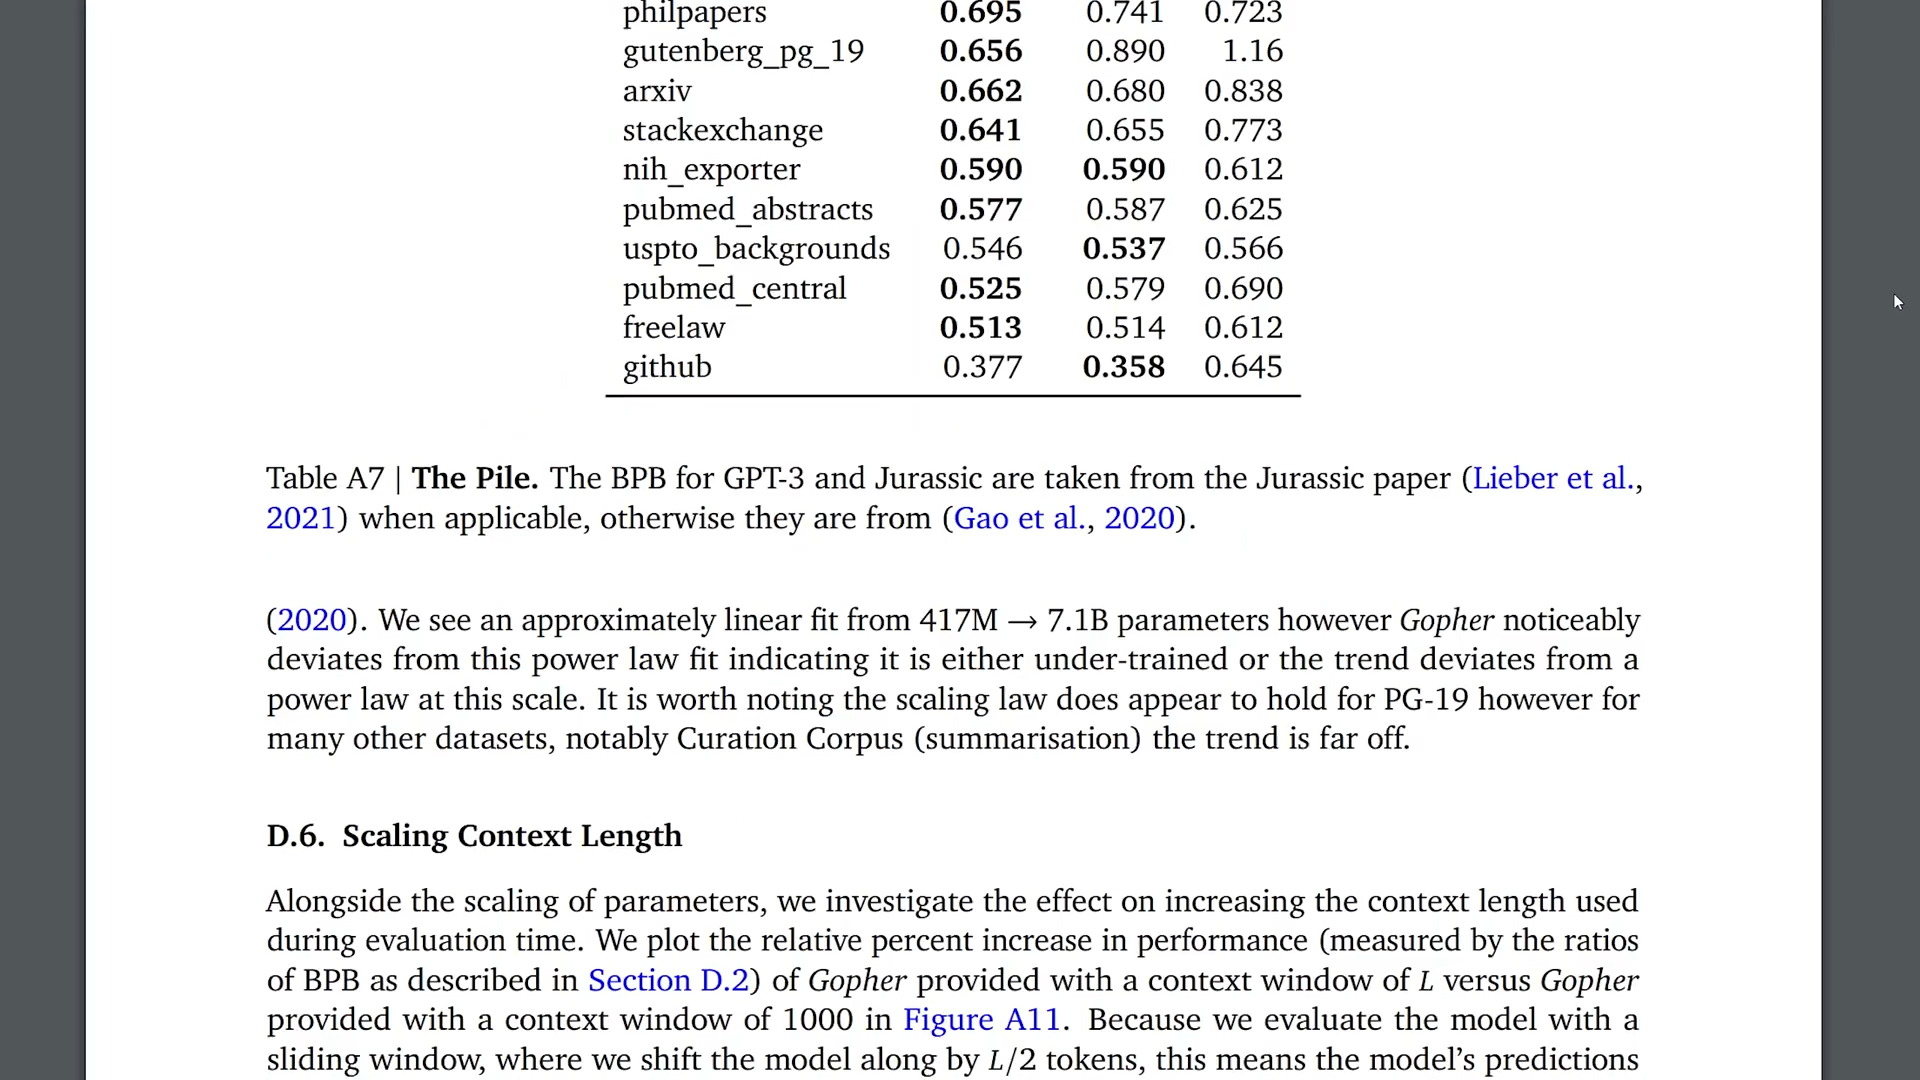 philpapers 0.695 0.741 0.723
gutenberg_pg_19 0.656 0.890 1.16
arxiv 0.662 0.680 0.838
stackexchange 0.641 0.655 0.773
nih_exporter 0.590 0.590 0.612
pubmed_abstracts 0.577 0.587 0.625
uspto_backgrounds 0.546 0.537 0.566
pubmed_central 0.525 0.579 0.690
freelaw 0.513 0.514 0.612
github 0.377 0.358 0.645
Table A7 | The Pile. The BPB for GPT-3 and Jurassic are taken from the Jurassic paper (Lieber et al.,
2021) when applicable, otherwise they are from (Gao et al., 2020).
(2020). We see an approximately linear fit from 417M → 7.1B parameters however Gopher noticeably
deviates from this power law fit indicating it is either under-trained or the trend deviates from a
power law at this scale. It is worth noting the scaling law does appear to hold for PG-19 however for
many other datasets, notably Curation Corpus (summarisation) the trend is far off.
D.6. Scaling Context Length
Alongside the scaling of parameters, we investigate the effect on increasing the context length used
during evaluation time. We plot the relative percent increase in performance (measured by the ratios
of BPB as described in Section D.2) of Gopher provided with a context window of L versus Gopher
provided with a context window of 1000 in Figure A11. Because we evaluate the model with a
sliding window, where we shift the model along by L/2 tokens, this means the model's predictions